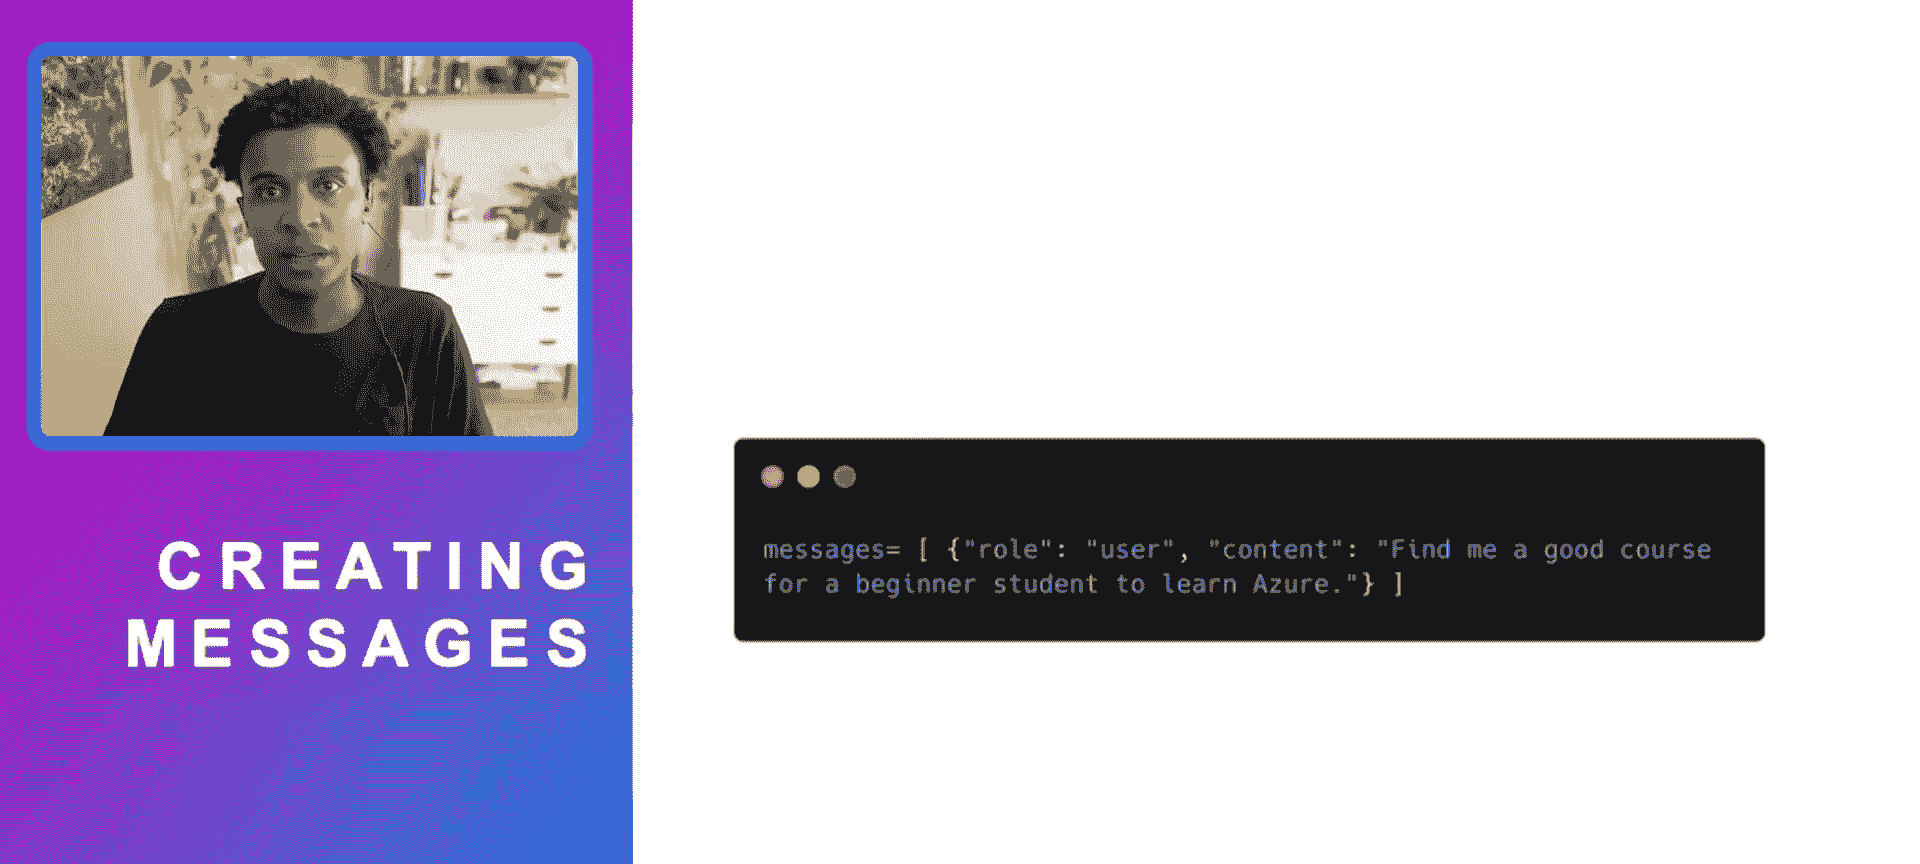 CREATING
MESSAGES
messages= [ {"role": "user", "content": "Find me a good course
for a beginner student to learn Azure."} ]